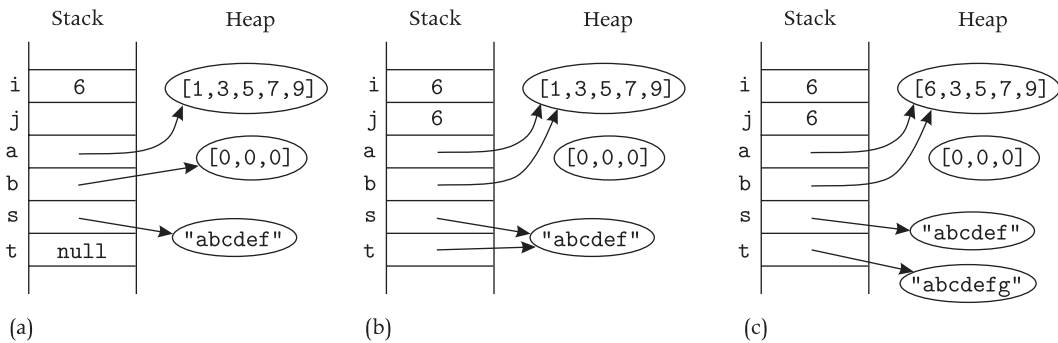 Stack Heap Stack Heap Stack Heap
i 6 [1,3,5,7,9] i 6 [1,3,5,7,9] i 6 [6,3,5,7,9]
j j 6 j 6
a [0,0,0] a [0,0,0] a [0,0,0]
b b b
s "abcdef" s "abcdef" s "abcdef"
t null t t
"abcdefg"
(a) (b) (c)